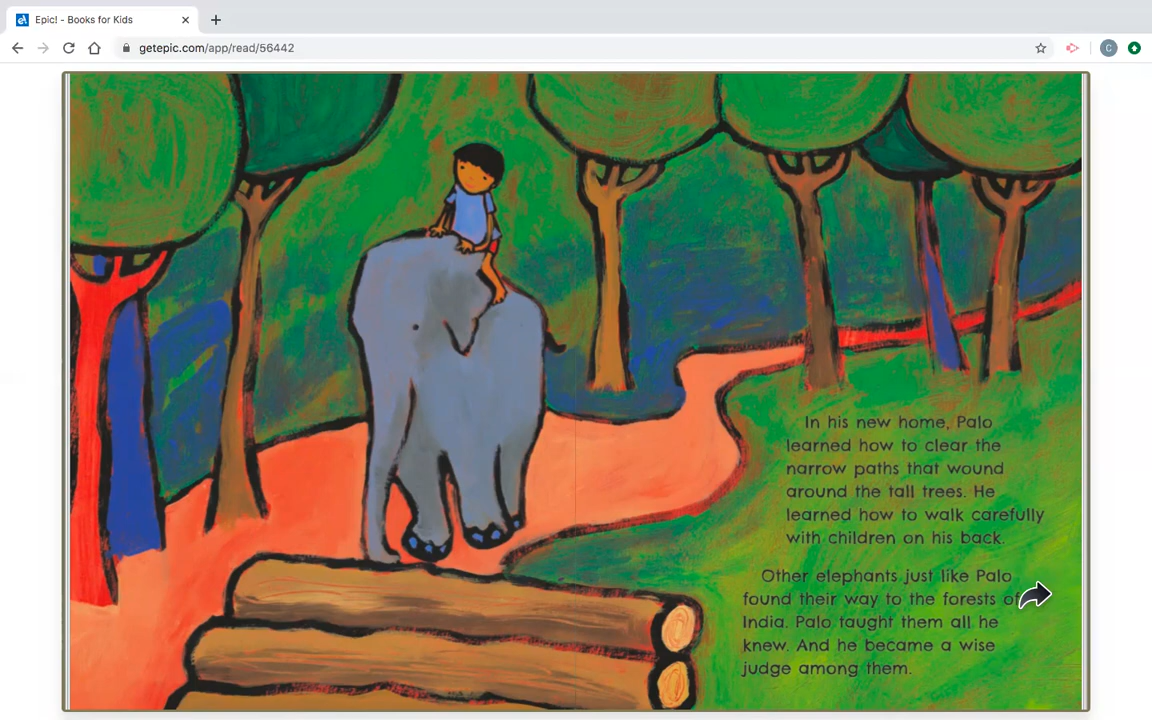 Epic! - Books for Kids
getepic.com/app/read/56442
C
In his new home, Palo
learned how to clear the
narrow paths that wound
around the tall trees. He
learned how to walk carefully
with children on his back.
Other elephants just like Palo
found their way to the forests of
India. Palo taught them all he
knew. And he became a wise
judge among them.